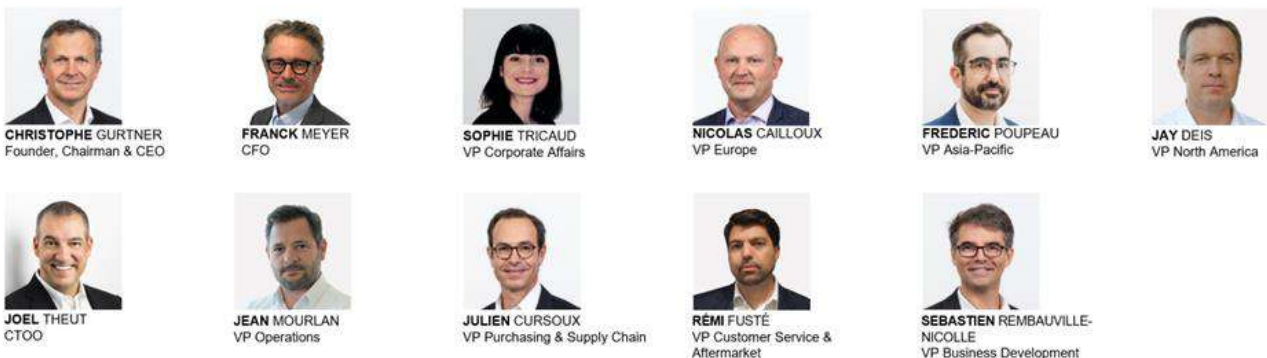 CHRISTOPHE GURTNER
Founder, Chairman & CEO
FRANCK MEYER
CFO
SOPHIE TRICAUD
VP Corporate Affairs
NICOLAS CAILLOUX
VP Europe
FREDERIC POUPEAU
VP Asia-Pacific
JAY DEIS
VP North America
JOEL THEUT
CTOO
JEAN MOURLAN
VP Operations
JULIEN CURSOUX
VP Purchasing & Supply Chain
RÉMI FUSTÉ
VP Customer Service &
Aftermarket
SEBASTIEN REMBAUVILLE-
NICOLLE
VP Business Development